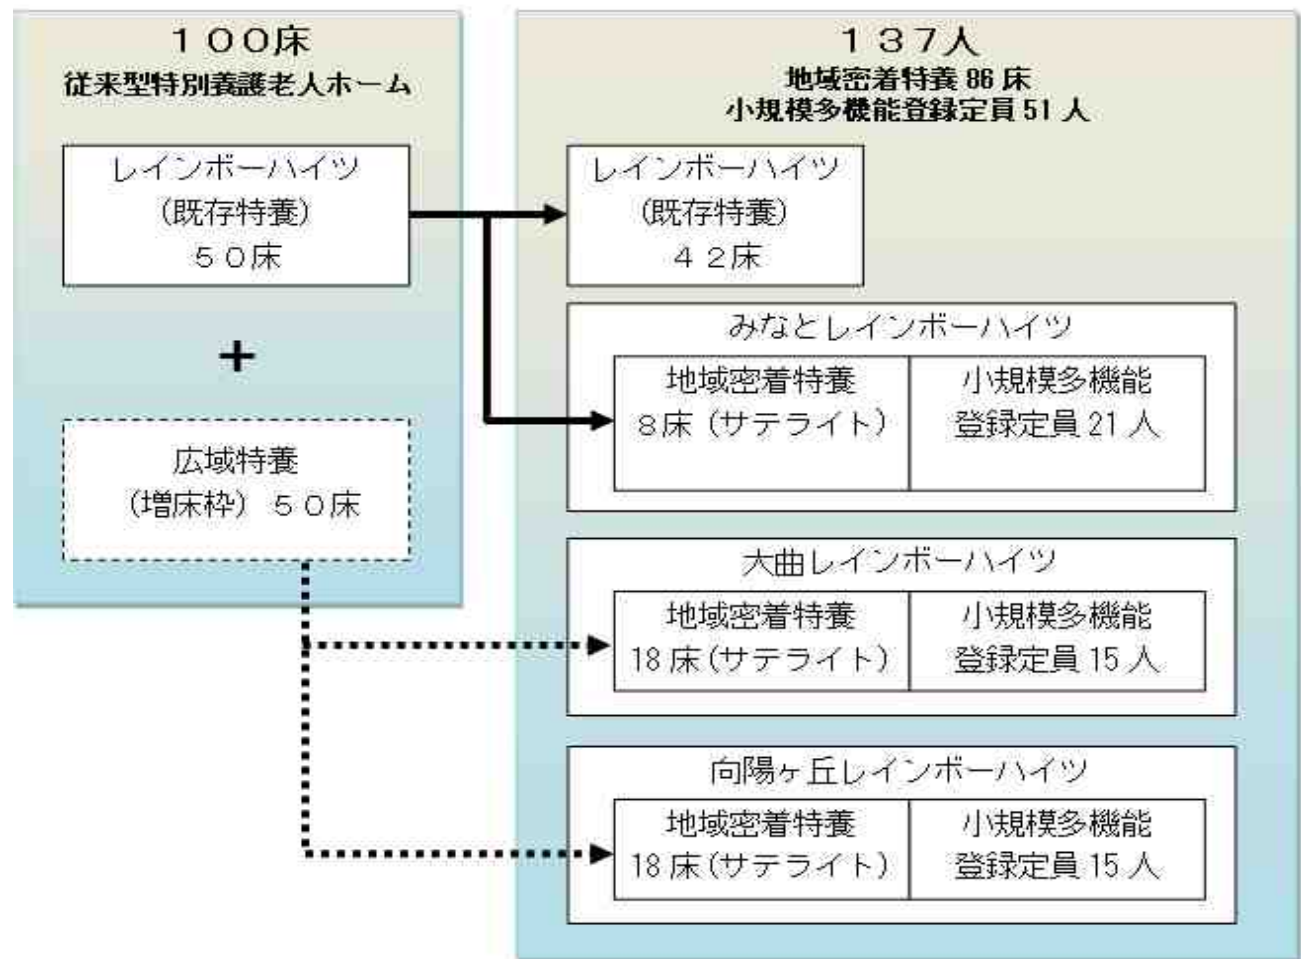 １００床
従来型特別養護老人ホーム
レインボーハイツ
(既存特養)
５０床
+
広域特養
(増床枠) ５０床
１３７人
地域密着特養 86 床
小規模多機能登録定員 51 人
レインボーハイツ
(既存特養)
４２床
みなとレインボーハイツ
地域密着特養
8床 (サテライト)
小規模多機能
登録定員 21 人
大曲レインボーハイツ
地域密着特養
18 床(サテライト)
小規模多機能
登録定員 15 人
向陽ヶ丘レインボーハイツ
地域密着特養
18 床(サテライト)
小規模多機能
登録定員 15 人